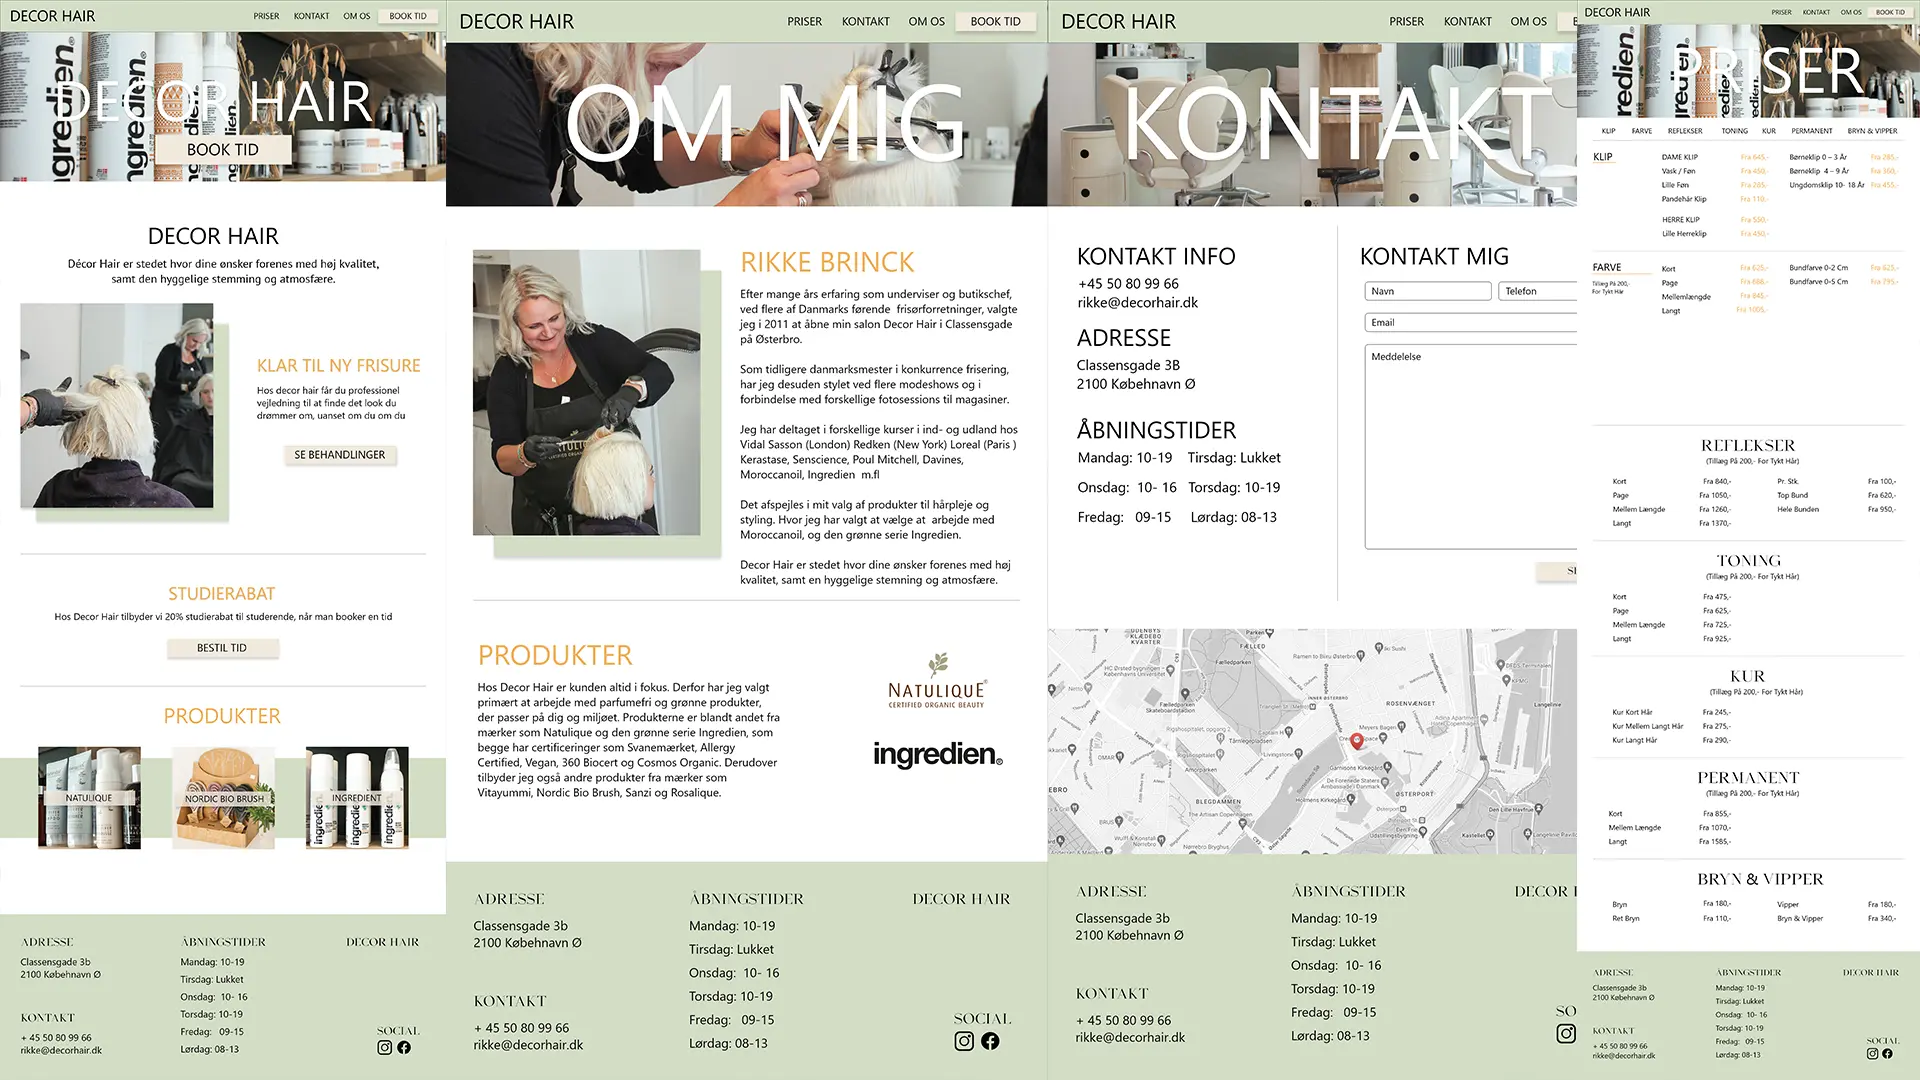 DECOR HAIR
PRISER KONTAKT OM OS BOOK TID
ingredien.
ingredien.
DECOR HAIR
BOOK TID
DECOR HAIR
Décor Hair er stedet hvor dine ønsker forenes med høj kvalitet,
samt den hyggelige stemming og atmosfære.
KLAR TIL NY FRISURE
Hos decor hair får du professionel
vejledning til at finde det look du
drømmer om, uanset om du om du
SE BEHANDLINGER
STUDIERABAT
Hos Decor Hair tilbyder vi 20% studierabat til studerende, når man booker en tid
BESTIL TID
PRODUKTER
NATULIQUE
NORDIC BIO BRUSH
INGREDIENT
ADRESSE
Classensgade 3b
2100 Købehnavn Ø
KONTAKT
+ 45 50 80 99 66
rikke@decorhair.dk
ÅBNINGSTIDER
Mandag: 10-19
Tirsdag: Lukket
Onsdag: 10- 16
Torsdag: 10-19
Fredag: 09-15
Lørdag: 08-13
DECOR HAIR
SOCIAL
DECOR HAIR
PRISER KONTAKT OM OS BOOK TID
OM MIG
RIKKE BRINCK
Efter mange års erfaring som underviser og butikschef,
ved flere af Danmarks førende frisørforretninger, valgte
jeg i 2011 at åbne min salon Decor Hair i Classensgade
på Østerbro.
Som tidligere danmarksmester i konkurrence frisering,
har jeg desuden stylet ved flere modeshows og i
forbindelse med forskellige fotosessions til magasiner.
Jeg har deltaget i forskellige kurser i ind- og udland hos
Vidal Sasson (London) Redken (New York) Loreal (Paris )
Kerastase, Senscience, Poul Mitchell, Davines,
Moroccanoil, Ingredien m.fl
Det afspejles i mit valg af produkter til hårpleje og
styling. Hvor jeg har valgt at vælge at arbejde med
Moroccanoil, og den grønne serie Ingredien.
Decor Hair er stedet hvor dine ønsker forenes med høj
kvalitet, samt en hyggelige stemning og atmosfære.
PRODUKTER
Hos Decor Hair er kunden altid i fokus. Derfor har jeg valgt
primært at arbejde med parfumefri og grønne produkter,
der passer på dig og miljøet. Produkterne er blandt andet fra
mærker som Natulique og den grønne serie Ingredien, som
begge har certificeringer som Svanemærket, Allergy
Certified, Vegan, 360 Biocert og Cosmos Organic. Derudover
tilbyder jeg også andre produkter fra mærker som
Vitayummi, Nordic Bio Brush, Sanzi og Rosalique.
NATULIQUE®
CERTIFIED ORGANIC BEAUTY
ingredien.®
ADRESSE
Classensgade 3b
2100 Købehnavn Ø
KONTAKT
+ 45 50 80 99 66
rikke@decorhair.dk
ÅBNINGSTIDER
Mandag: 10-19
Tirsdag: Lukket
Onsdag: 10- 16
Torsdag: 10-19
Fredag: 09-15
Lørdag: 08-13
DECOR HAIR
SOCIAL
DECOR HAIR
PRISER KONTAKT OM OS
KONTAKT
KONTAKT INFO
+45 50 80 99 66
rikke@decorhair.dk
ADRESSE
Classensgade 3B
2100 Købehnavn Ø
ÅBNINGSTIDER
Mandag: 10-19 Tirsdag: Lukket
Onsdag: 10- 16 Torsdag: 10-19
Fredag: 09-15 Lørdag: 08-13
KONTAKT MIG
Navn Telefon
Email
Meddelelse
Fælledparken
ROSENVÆNGET
BLEGDAMMEN
ØSTERPORT
Kastellet
ADRESSE
Classensgade 3b
2100 Købehnavn Ø
KONTAKT
+ 45 50 80 99 66
rikke@decorhair.dk
ÅBNINGSTIDER
Mandag: 10-19
Tirsdag: Lukket
Onsdag: 10- 16
Torsdag: 10-19
Fredag: 09-15
Lørdag: 08-13
DECOR
SO
DECOR HAIR
PRISER KONTAKT OM OS BOOK TID
PRISER
KLIP FARVE REFLEKSER TONING KUR PERMANENT BRYN & VIPPER
KLIP
DAME KLIP Fra 645,- Børneklip 0 – 3 År Fra 285,-
Vask / Føn Fra 450,- Børneklip 4 – 9 År Fra 360,-
Lille Føn Fra 285,- Ungdomsklip 10- 18 År Fra 455,-
Pandehår Klip Fra 110,-
HERRE KLIP Fra 550,-
Lille Herreklip Fra 450,-
FARVE
Tillæg På 200,-
For Tykt Hår
Kort Fra 625,- Bundfarve 0-2 Cm Fra 625,-
Page Fra 666,- Bundfarve 0-5 Cm Fra 795,-
Mellemlængde Fra 845,-
Langt Fra 1005,-
REFLEKSER
(Tillæg På 200,- For Tykt Hår)
Kort Fra 840,- Pr. Stk. Fra 100,-
Page Fra 1050,- Top Bund Fra 620,-
Mellem Længde Fra 1260,- Hele Bunden Fra 950,-
Langt Fra 1370,-
TONING
(Tillæg På 200,- For Tykt Hår)
Kort Fra 475,-
Page Fra 625,-
Mellem Længde Fra 725,-
Langt Fra 925,-
KUR
(Tillæg På 200,- For Tykt Hår)
Kur Kort Hår Fra 245,-
Kur Mellem Langt Hår Fra 275,-
Kur Langt Hår Fra 290,-
PERMANENT
(Tillæg På 200,- For Tykt Hår)
Kort Fra 855,-
Mellem Længde Fra 1070,-
Langt Fra 1585,-
BRYN & VIPPER
Bryn Fra 180,- Vipper Fra 180,-
Ret Bryn Fra 110,- Bryn & Vipper Fra 340,-
ADRESSE
Classensgade 3b
2100 Købehnavn Ø
KONTAKT
+ 45 50 80 99 66
rikke@decorhair.dk
ÅBNINGSTIDER
Mandag: 10-19
Tirsdag: Lukket
Onsdag: 10- 16
Torsdag: 10-19
Fredag: 09-15
Lørdag: 08-13
DECOR HAIR
SOCIAL